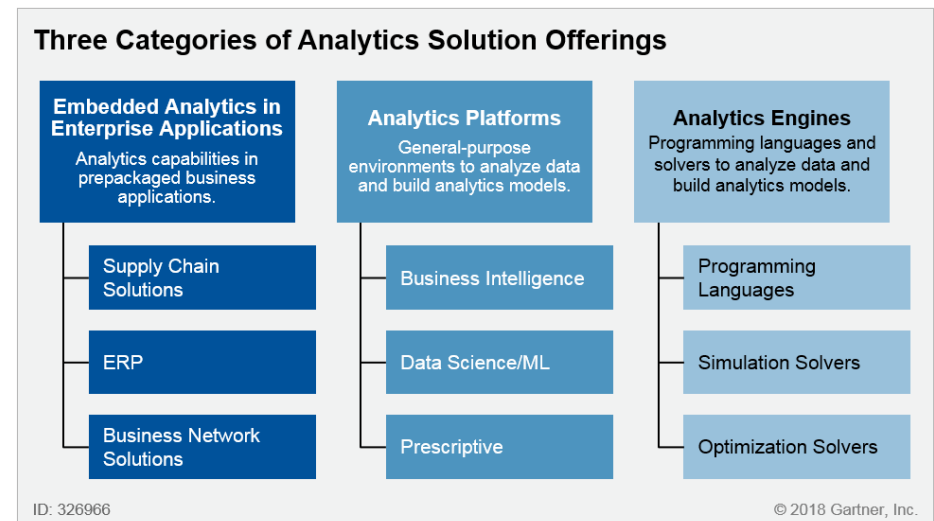 Three Categories of Analytics Solution Offerings
Embedded Analytics in
Enterprise Applications
Analytics capabilities in
prepackaged business
applications.
Supply Chain
Solutions
ERP
Business Network
Solutions
Analytics Platforms
General-purpose
environments to analyze data
and build analytics models.
Business Intelligence
Data Science/ML
Prescriptive
Analytics Engines
Programming languages and
solvers to analyze data and
build analytics models.
Programming
Languages
Simulation Solvers
Optimization Solvers
ID: 326966
© 2018 Gartner, Inc.